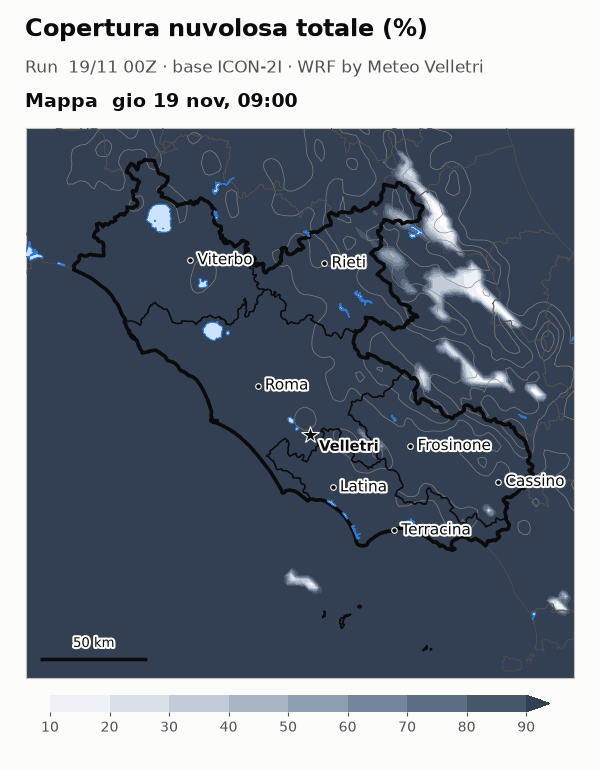 Copertura nuvolosa totale (%)
Run  19/11 00Z · base ICON-2I · WRF by Meteo Velletri
Mappa  gio 19 nov, 09:00
Viterbo
Rieti
Roma
Velletri
Frosinone
Latina
Cassino
Terracina
50 km
10 20 30 40 50 60 70 80 90